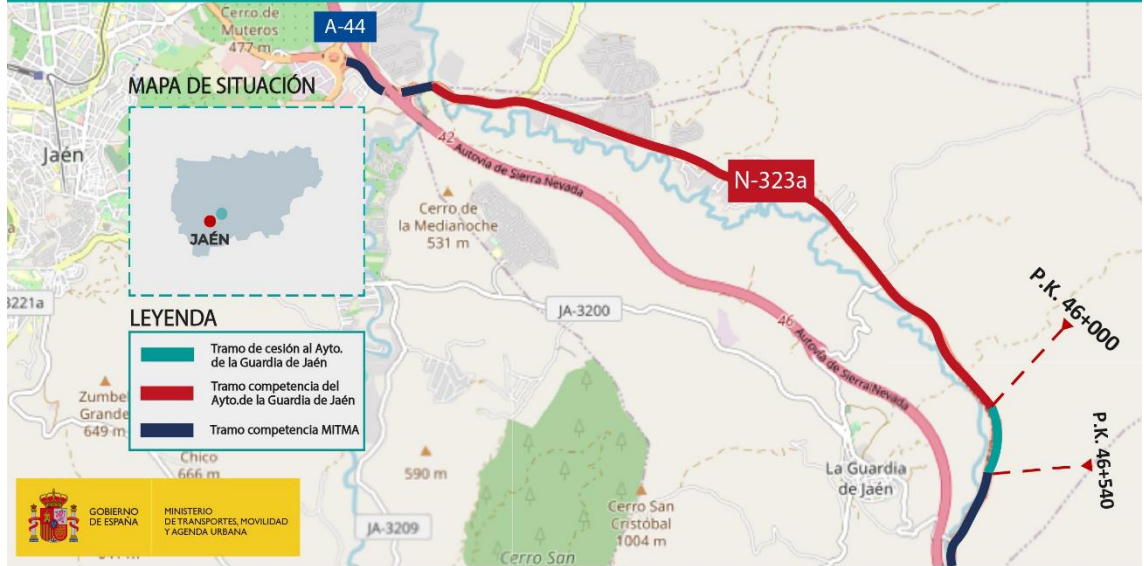 Cerro de
Muteros
477 m
A-44
MAPA DE SITUACIÓN
Jaén
JAÉN
42
Autovía de Sierra Nevada
N-323a
Cerro de
la Medianoche
531 m
P.K. 46+000
3221a
JA-3200
46
Autovía de Sierra Nevada
LEYENDA
Tramo de cesión al Ayto.
de la Guardia de Jaén
Tramo competencia del
Ayto.de la Guardia de Jaén
Tramo competencia MITMA
Zumbel
Grande
649 m
Chico
666 m
590 m
La Guardia
de Jaén
P.K. 46+540
GOBIERNO
DE ESPAÑA
MINISTERIO
DE TRANSPORTES, MOVILIDAD
Y AGENDA URBANA
JA-3209
Cerro San
Cristóbal
1004 m
Cerro San